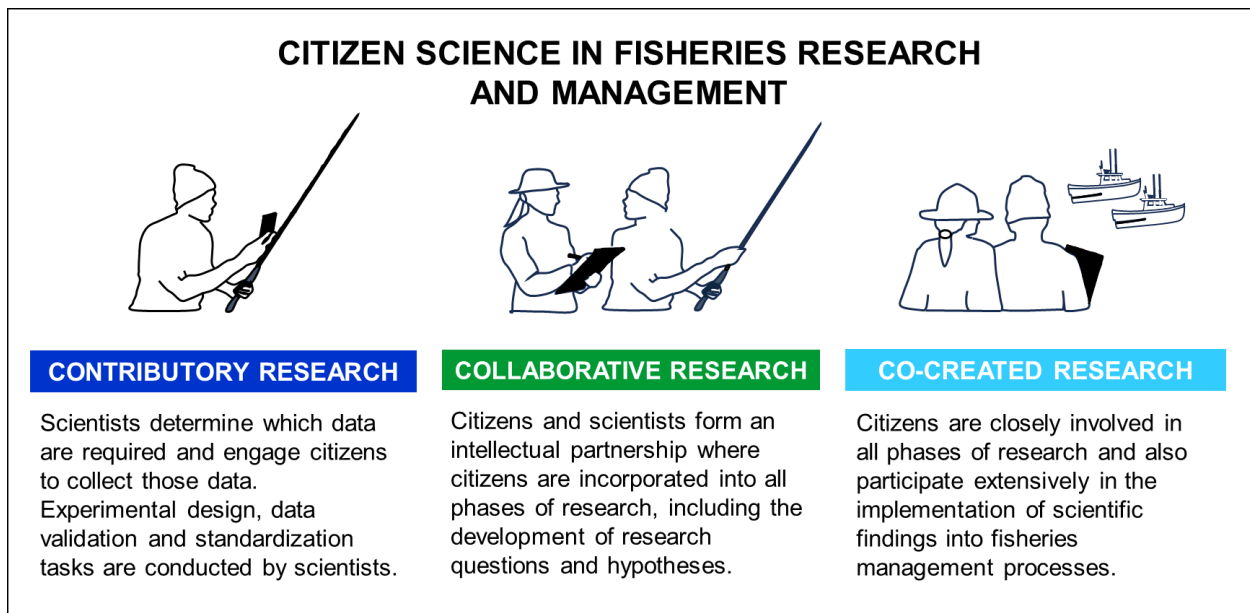 CITIZEN SCIENCE IN FISHERIES RESEARCH
AND MANAGEMENT
CONTRIBUTORY RESEARCH
Scientists determine which data
are required and engage citizens
to collect those data.
Experimental design, data
validation and standardization
tasks are conducted by scientists.
COLLABORATIVE RESEARCH
Citizens and scientists form an
intellectual partnership where
citizens are incorporated into all
phases of research, including the
development of research
questions and hypotheses.
CO-CREATED RESEARCH
Citizens are closely involved in
all phases of research and also
participate extensively in the
implementation of scientific
findings into fisheries
management processes.